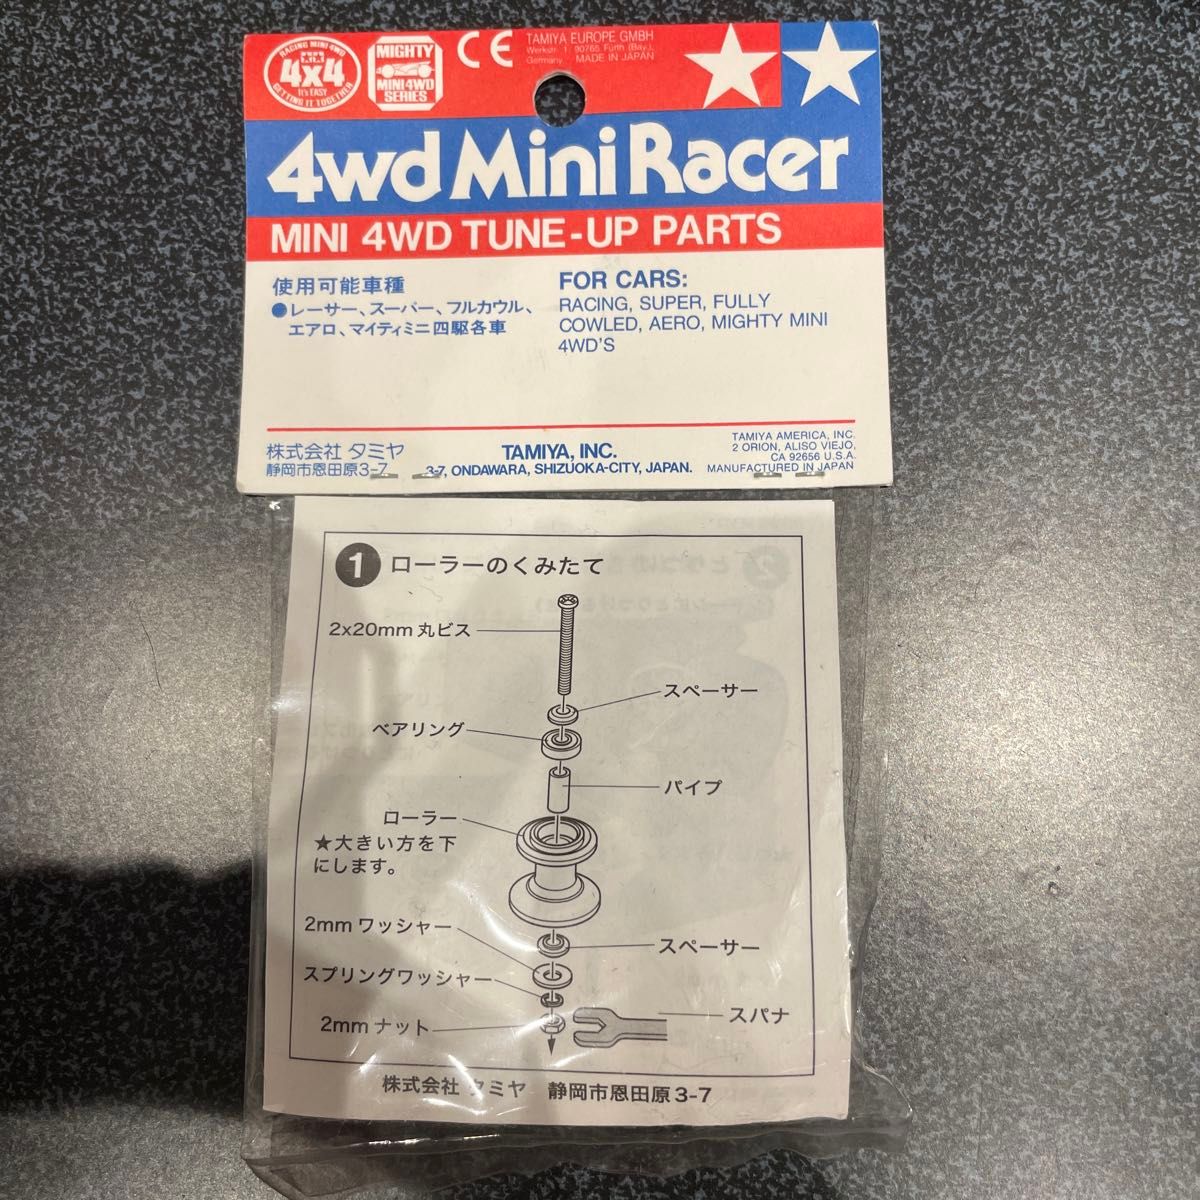 RACING MINI 4WD
4x4
It's EASY
GETTING IT TOGETHER
MIGHTY
MINI 4WD
SERIES
CE
TAMIYA EUROPE GMBH
Werkstr. 1 90765 Fürth (Bay.),
Germany MADE IN JAPAN
4wd Mini Racer
MINI 4WD TUNE-UP PARTS
使用可能車種
●レーサー、スーパー、フルカウル、
エアロ、マイティミニ四駆各車
FOR CARS:
RACING, SUPER, FULLY
COWLED, AERO, MIGHTY MINI
4WD'S
株式会社 タミヤ
静岡市恩田原3-7
TAMIYA, INC.
3-7, ONDAWARA, SHIZUOKA-CITY, JAPAN.
TAMIYA AMERICA, INC.
2 ORION, ALISO VIEJO,
CA 92656 U.S.A.
MANUFACTURED IN JAPAN
1 ローラーのくみたて
2x20mm 丸ビス
スペーサー
ベアリング
パイプ
ローラー
★大きい方を下
にします。
2mm ワッシャー
スペーサー
スプリングワッシャー
2mm ナット
スパナ
株式会社 タミヤ 静岡市恩田原3-7